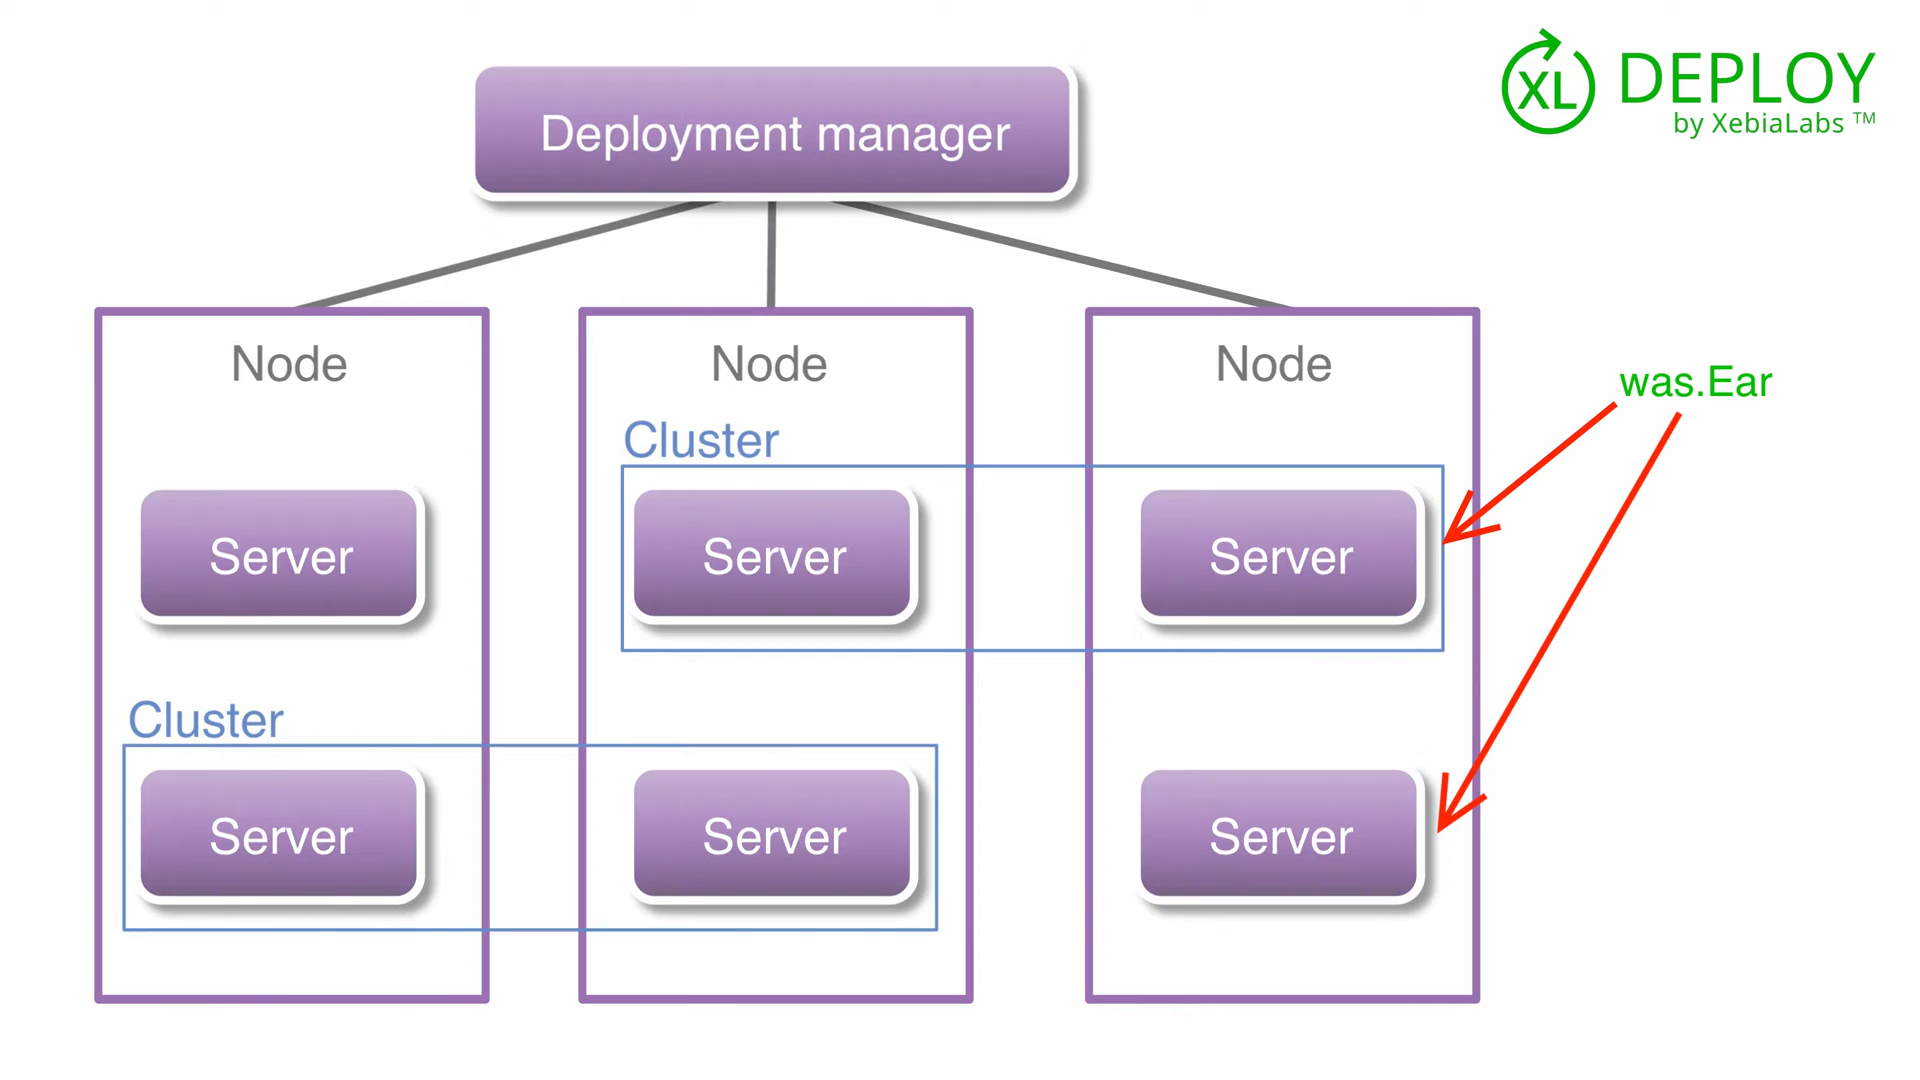 XL DEPLOY
by XebiaLabs ™
Deployment manager
Node
Node
Node
was.Ear
Cluster
Server
Server
Server
Cluster
Server
Server
Server